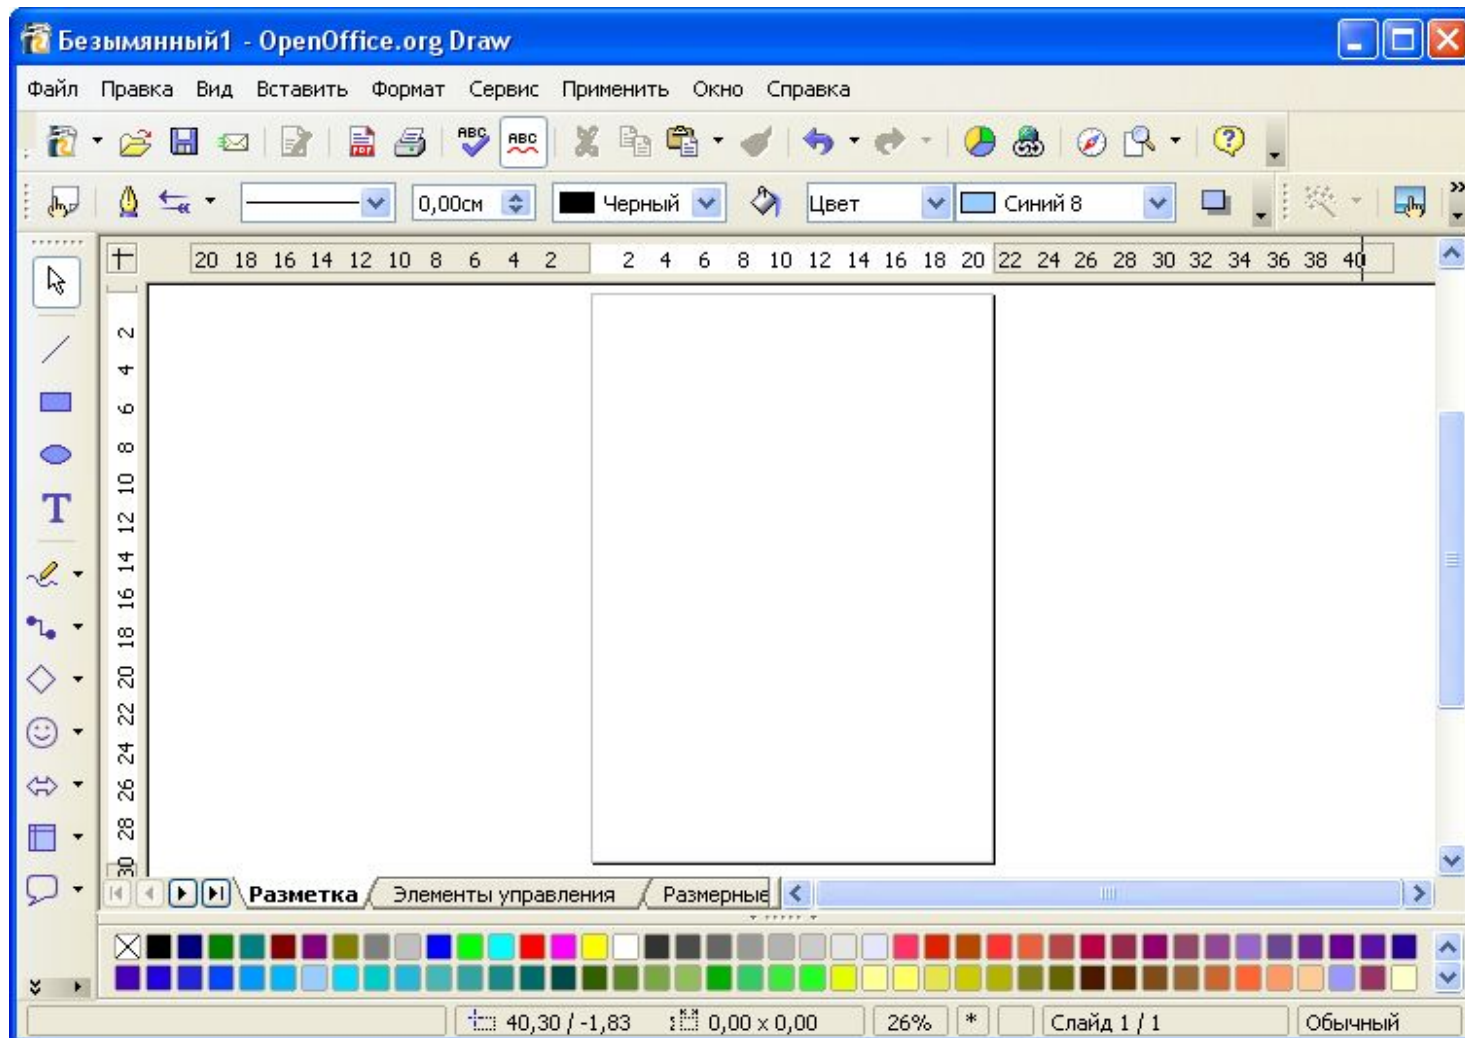 Безымянный1 - OpenOffice.org Draw
Файл Правка Вид Вставить Формат Сервис Применить Окно Справка
ABC ABC PDF
0,00см Черный Цвет Синий 8
20 18 16 14 12 10 8 6 4 2 2 4 6 8 10 12 14 16 18 20 22 24 26 28 30 32 34 36 38 40
2
4
6
8
10
T
12
14
16
18
20
22
24
26
28
30
Разметка Элементы управления Размерные
40,30 / -1,83 0,00 x 0,00 26% * Слайд 1 / 1 Обычный